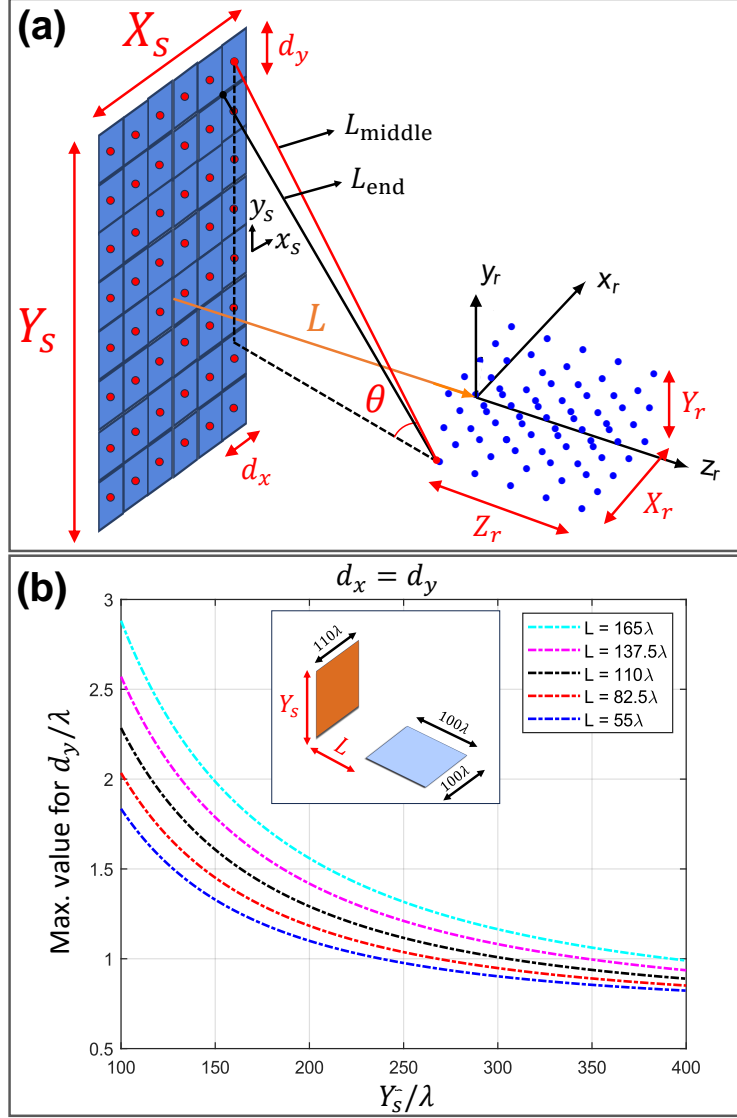 (a)
X_s
d_y
L_middle
L_end
y_s
x_s
y_r
x_r
Y_s
L
θ
Y_r
z_r
d_x
X_r
Z_r
(b)
d_x = d_y
3
2.5
2
1.5
1
0.5
Max. value for d_y/λ
110λ
Y_s
L
100λ
100λ
L = 165λ
L = 137.5λ
L = 110λ
L = 82.5λ
L = 55λ
100 150 200 250 300 350 400
Y_s/λ